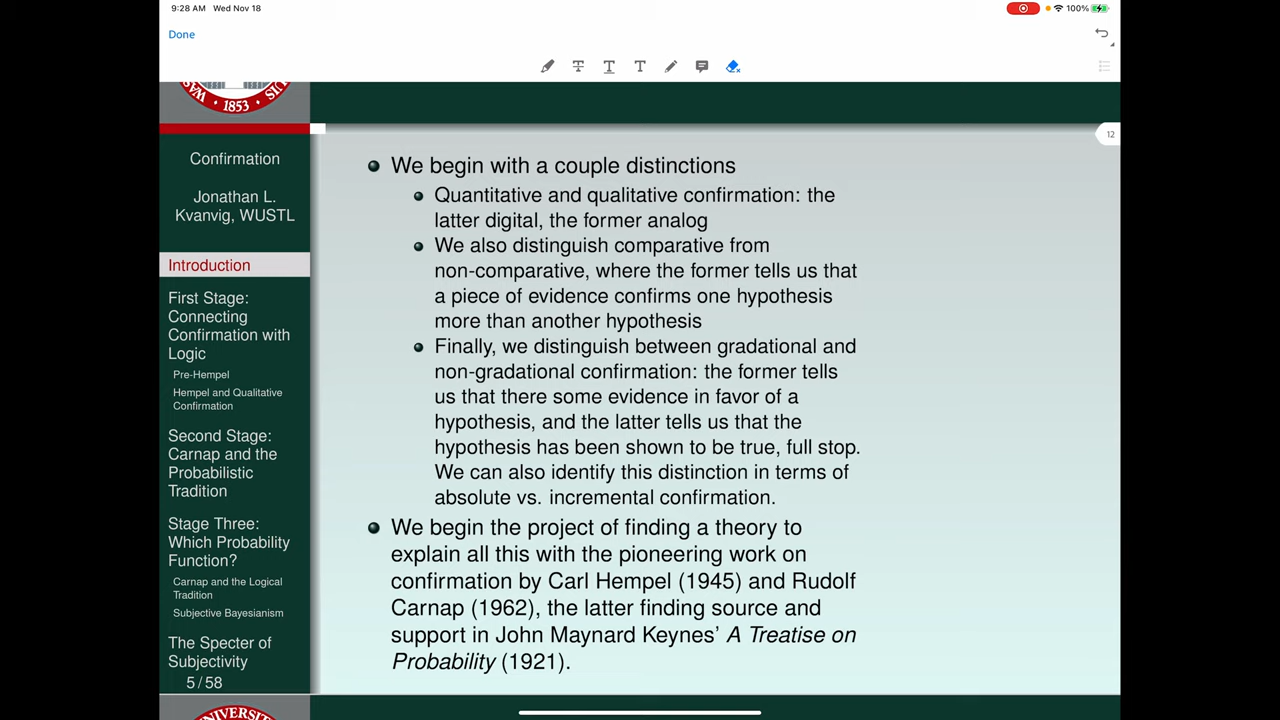 9:28 AM Wed Nov 18
100%
Done
1853
12
Confirmation
Jonathan L.
Kvanvig, WUSTL
Introduction
First Stage:
Connecting
Confirmation with
Logic
Pre-Hempel
Hempel and Qualitative
Confirmation
Second Stage:
Carnap and the
Probabilistic
Tradition
Stage Three:
Which Probability
Function?
Carnap and the Logical
Tradition
Subjective Bayesianism
The Specter of
Subjectivity
5 / 58
We begin with a couple distinctions
Quantitative and qualitative confirmation: the
latter digital, the former analog
We also distinguish comparative from
non-comparative, where the former tells us that
a piece of evidence confirms one hypothesis
more than another hypothesis
Finally, we distinguish between gradational and
non-gradational confirmation: the former tells
us that there some evidence in favor of a
hypothesis, and the latter tells us that the
hypothesis has been shown to be true, full stop.
We can also identify this distinction in terms of
absolute vs. incremental confirmation.
We begin the project of finding a theory to
explain all this with the pioneering work on
confirmation by Carl Hempel (1945) and Rudolf
Carnap (1962), the latter finding source and
support in John Maynard Keynes’ A Treatise on
Probability (1921).